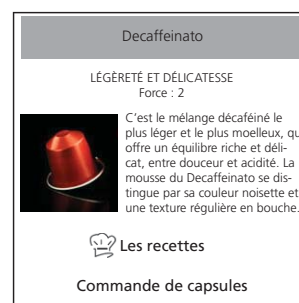 Decaffeinato
LÉGÈRETÉ ET DÉLICATESSE
Force : 2
C'est le mélange décaféiné le
plus léger et le plus moelleux, qu
offre un équilibre riche et déli-
cat, entre douceur et acidité. La
mousse du Decaffeinato se dis-
tingue par sa couleur noisette et
une texture régulière en bouche.
Les recettes
Commande de capsules